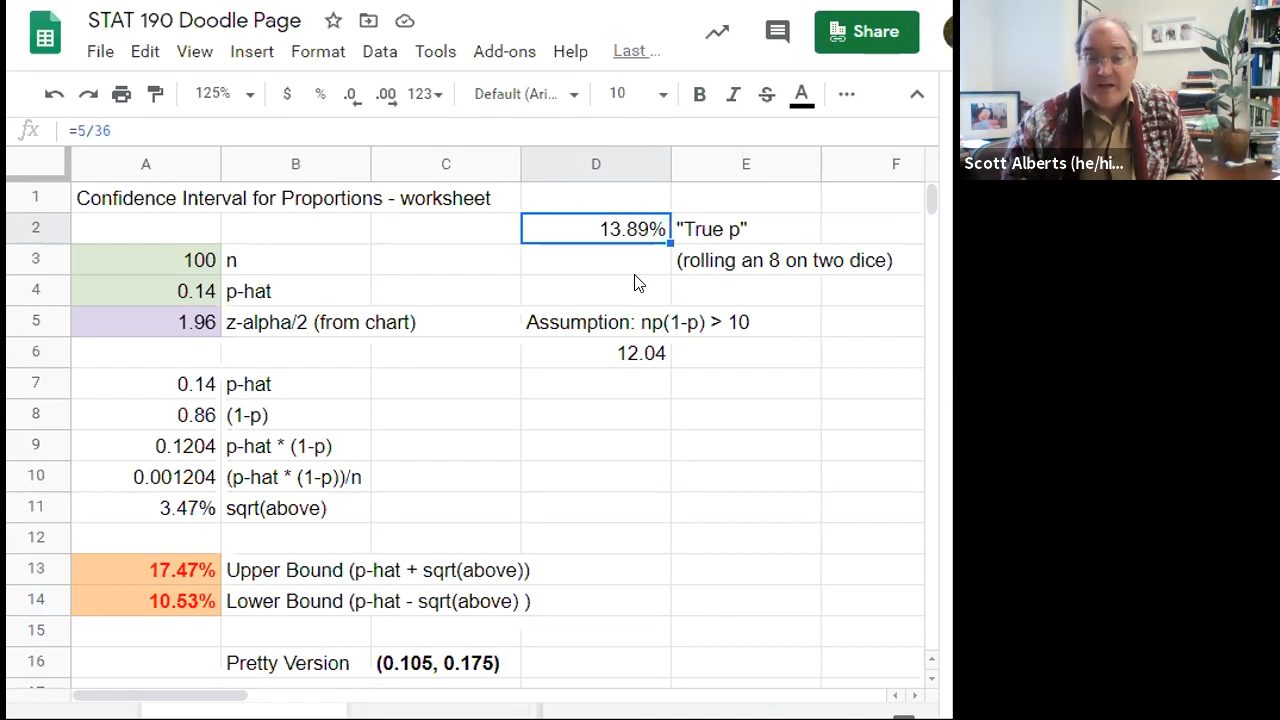 STAT 190 Doodle Page
File Edit View Insert Format Data Tools Add-ons Help Last ...
Share
125% $ % .0 .00 123 Default (Ari... 10 B I S A ...
fx =5/36
A B C D E F
1 Confidence Interval for Proportions - worksheet
2 13.89% "True p"
3 100 n (rolling an 8 on two dice)
4 0.14 p-hat
5 1.96 z-alpha/2 (from chart) Assumption: np(1-p) > 10
6 12.04
7 0.14 p-hat
8 0.86 (1-p)
9 0.1204 p-hat * (1-p)
10 0.001204 (p-hat * (1-p))/n
11 3.47% sqrt(above)
12
13 17.47% Upper Bound (p-hat + sqrt(above))
14 10.53% Lower Bound (p-hat - sqrt(above) )
15
16 Pretty Version (0.105, 0.175)
Scott Alberts (he/hi...